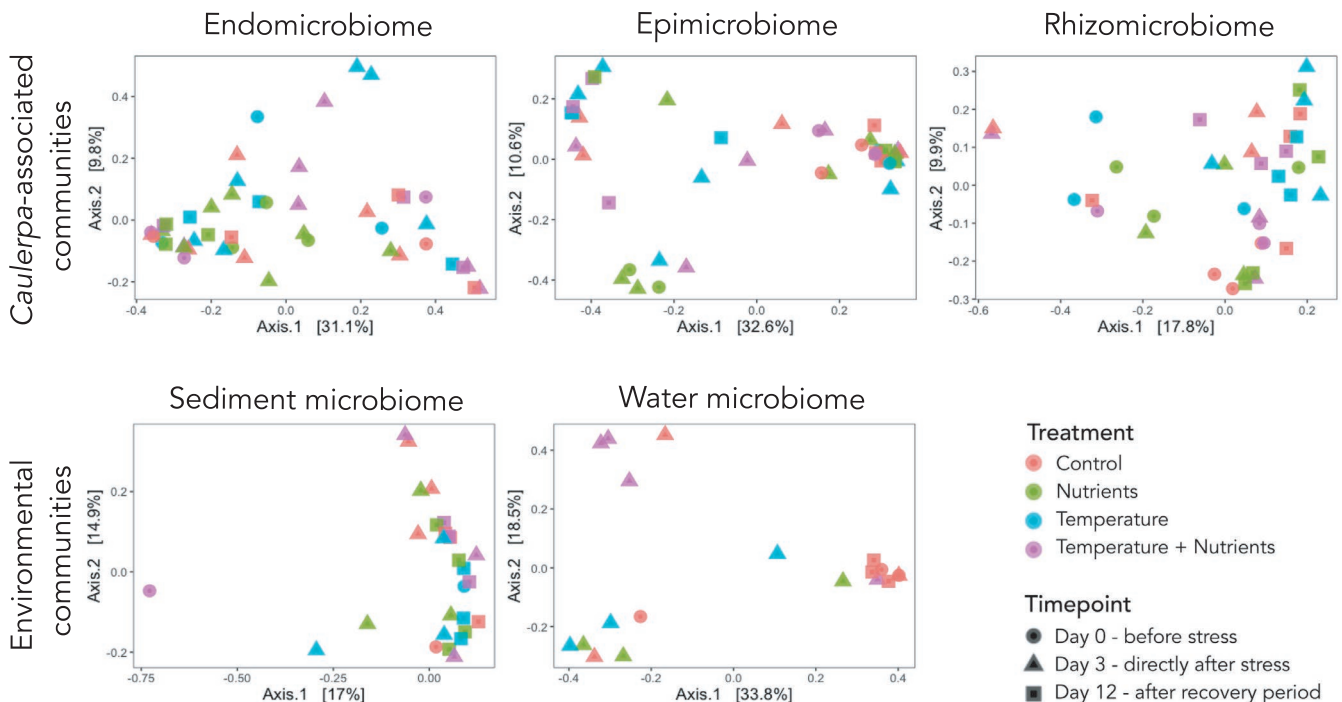 Endomicrobiome
Epimicrobiome
Rhizomicrobiome
Caulerpa-associated
communities
Axis.2 [9.8%]
0.4
0.2
0.0
-0.2
-0.4 -0.2 0.0 0.2 0.4
Axis.1 [31.1%]
Axis.2 [10.6%]
0.2
0.0
-0.2
-0.4
-0.4 -0.2 0.0 0.2
Axis.1 [32.6%]
Axis.2 [9.9%]
0.3
0.2
0.1
0.0
-0.1
-0.2
-0.3
-0.6 -0.4 -0.2 0.0 0.2
Axis.1 [17.8%]
Sediment microbiome
Water microbiome
Environmental
communities
Axis.2 [14.9%]
0.2
0.0
-0.2
-0.75 -0.50 -0.25 0.00
Axis.1 [17%]
Axis.2 [18.5%]
0.4
0.2
0.0
-0.2
-0.4 -0.2 0.0 0.2 0.4
Axis.1 [33.8%]
Treatment
Control
Nutrients
Temperature
Temperature + Nutrients
Timepoint
Day 0 - before stress
Day 3 - directly after stress
Day 12 - after recovery period